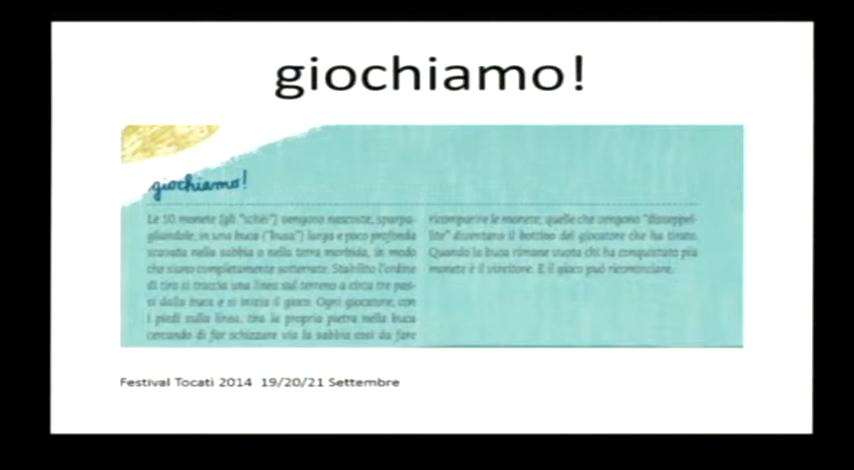 giochiamo!
giochiamo!
Le 10 monete (gli "schei") vengono nascoste, sparpa-
gliandole, in una buca ("busa") larga e poco profonda
scavata nella sabbia o nella terra morbida, in modo
che siano completamente sotterrate. Stabilito l'ordine
di tiro si traccia una linea sul terreno a circa tre pas-
si dalla buca e si inizia il gioco. Ogni giocatore, con
i piedi sulla linea, tira la propria pietra nella buca
cercando di far schizzare via la sabbia così da fare
ricomparire le monete; quelle che vengono "disseppel-
lite" diventano il bottino del giocatore che ha tirato.
Quando la buca rimane vuota chi ha conquistato più
monete è il vincitore. E il gioco può ricominciare.
Festival Tocatì 2014 19/20/21 Settembre